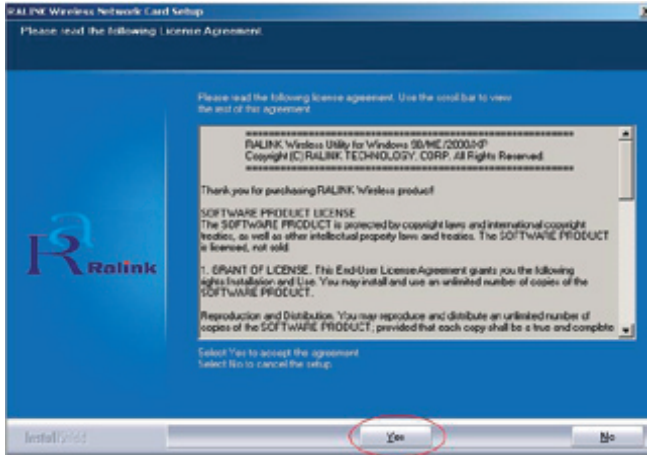 RALINK Wireless Network Card Setup
Please read the following License Agreement.
Please read the following license agreement. Use the scroll bar to view
the rest of this agreement
RALINK Wireless Utility for Windows 98/ME/2000/XP
Copyright (C) RALINK TECHNOLOGY, CORP. All Rights Reserved.
Thank you for purchasing RALINK Wireless product!
SOFTWARE PRODUCT LICENSE
The SOFTWARE PRODUCT is protected by copyright laws and international copyright
treaties, as well as other intellectual property laws and treaties. The SOFTWARE PRODUCT
is licensed, not sold.
1. GRANT OF LICENSE. This End-User License Agreement grants you the following
rights:Installation and Use. You may install and use an unlimited number of copies of the
SOFTWARE PRODUCT.
Reproduction and Distribution. You may reproduce and distribute an unlimited number of
copies of the SOFTWARE PRODUCT; provided that each copy shall be a true and complete
Ralink
Select Yes to accept the agreement
Select No to cancel the setup.
InstallShield
Yes
No